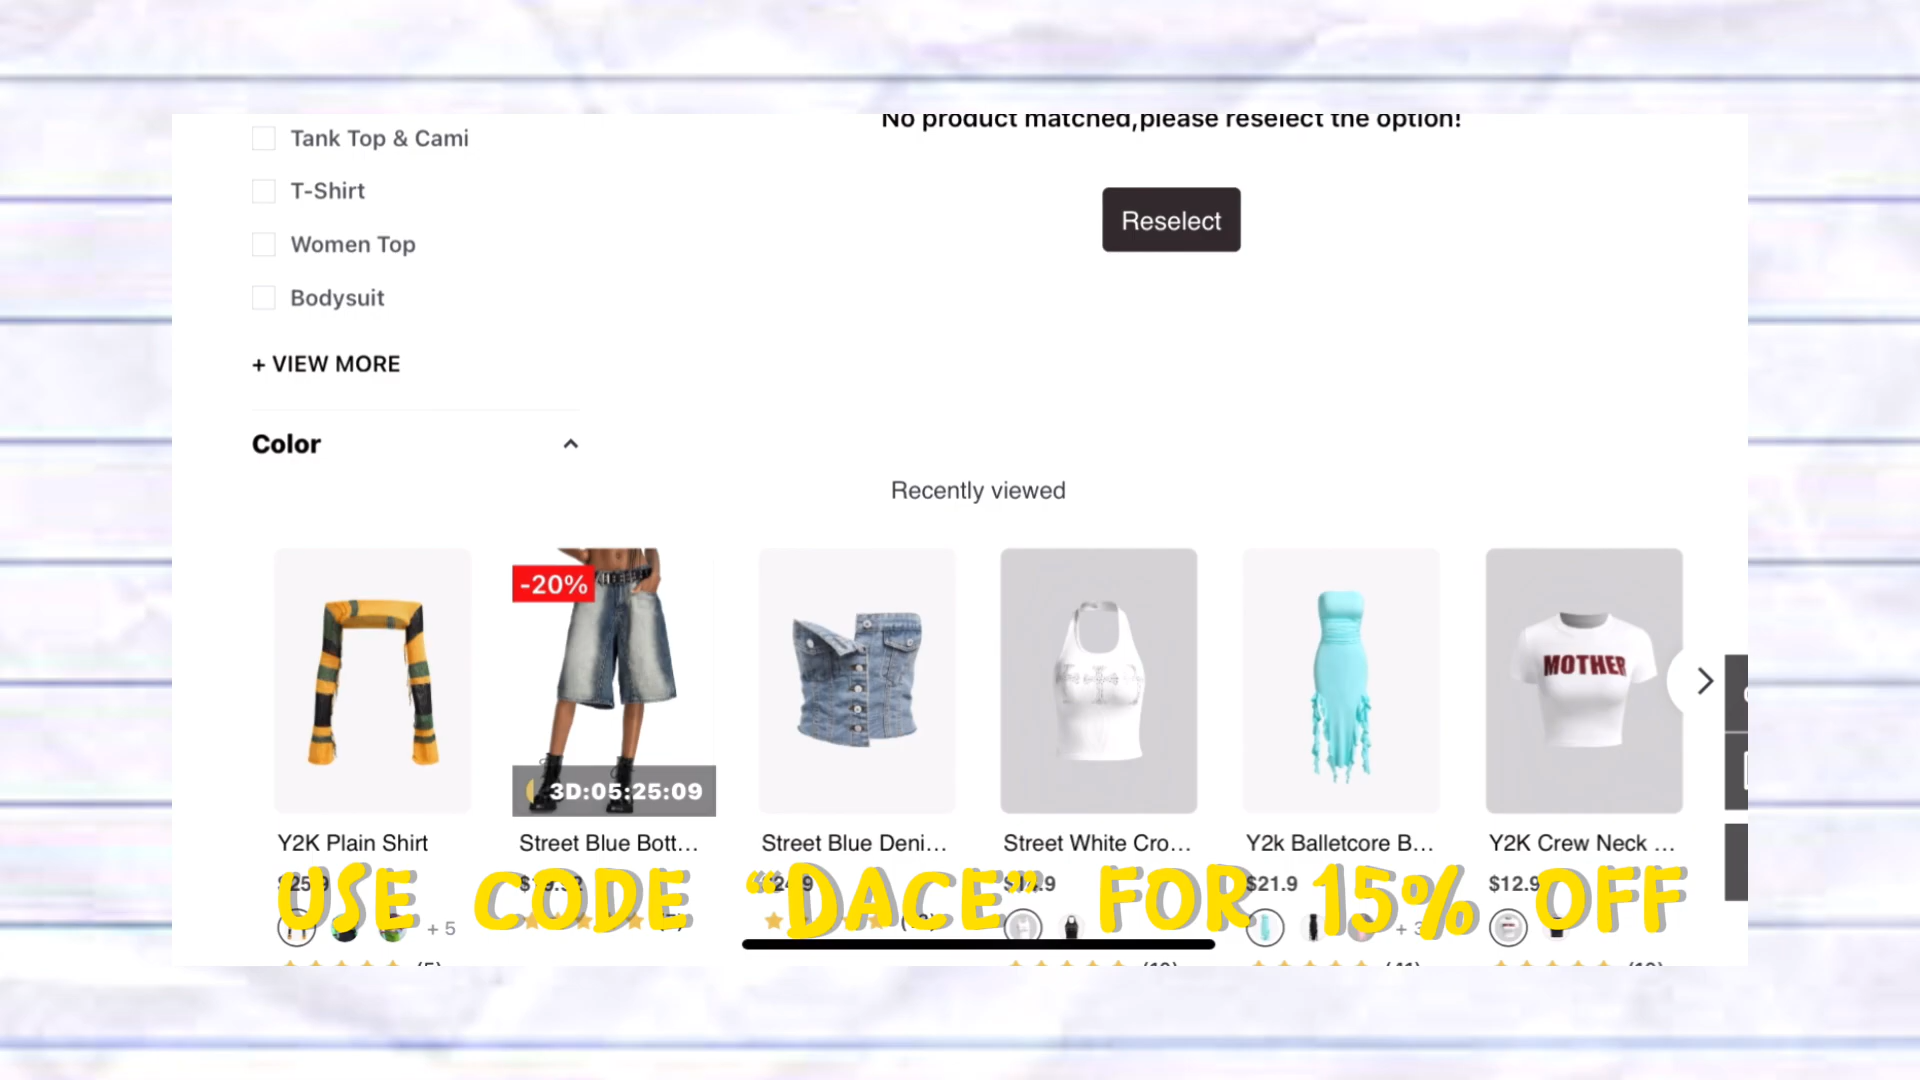 No product matched,please reselect the option!
Tank Top & Cami
T-Shirt
Reselect
Women Top
Bodysuit
+ VIEW MORE
Color
Recently viewed
-20%
3D:05:25:09
MOTHER
Y2K Plain Shirt
Street Blue Bott...
Street Blue Deni...
Street White Cro...
Y2k Balletcore B...
Y2K Crew Neck ...
$21.9
$12.9
USE CODE “DACE” FOR 15% OFF
+ 5